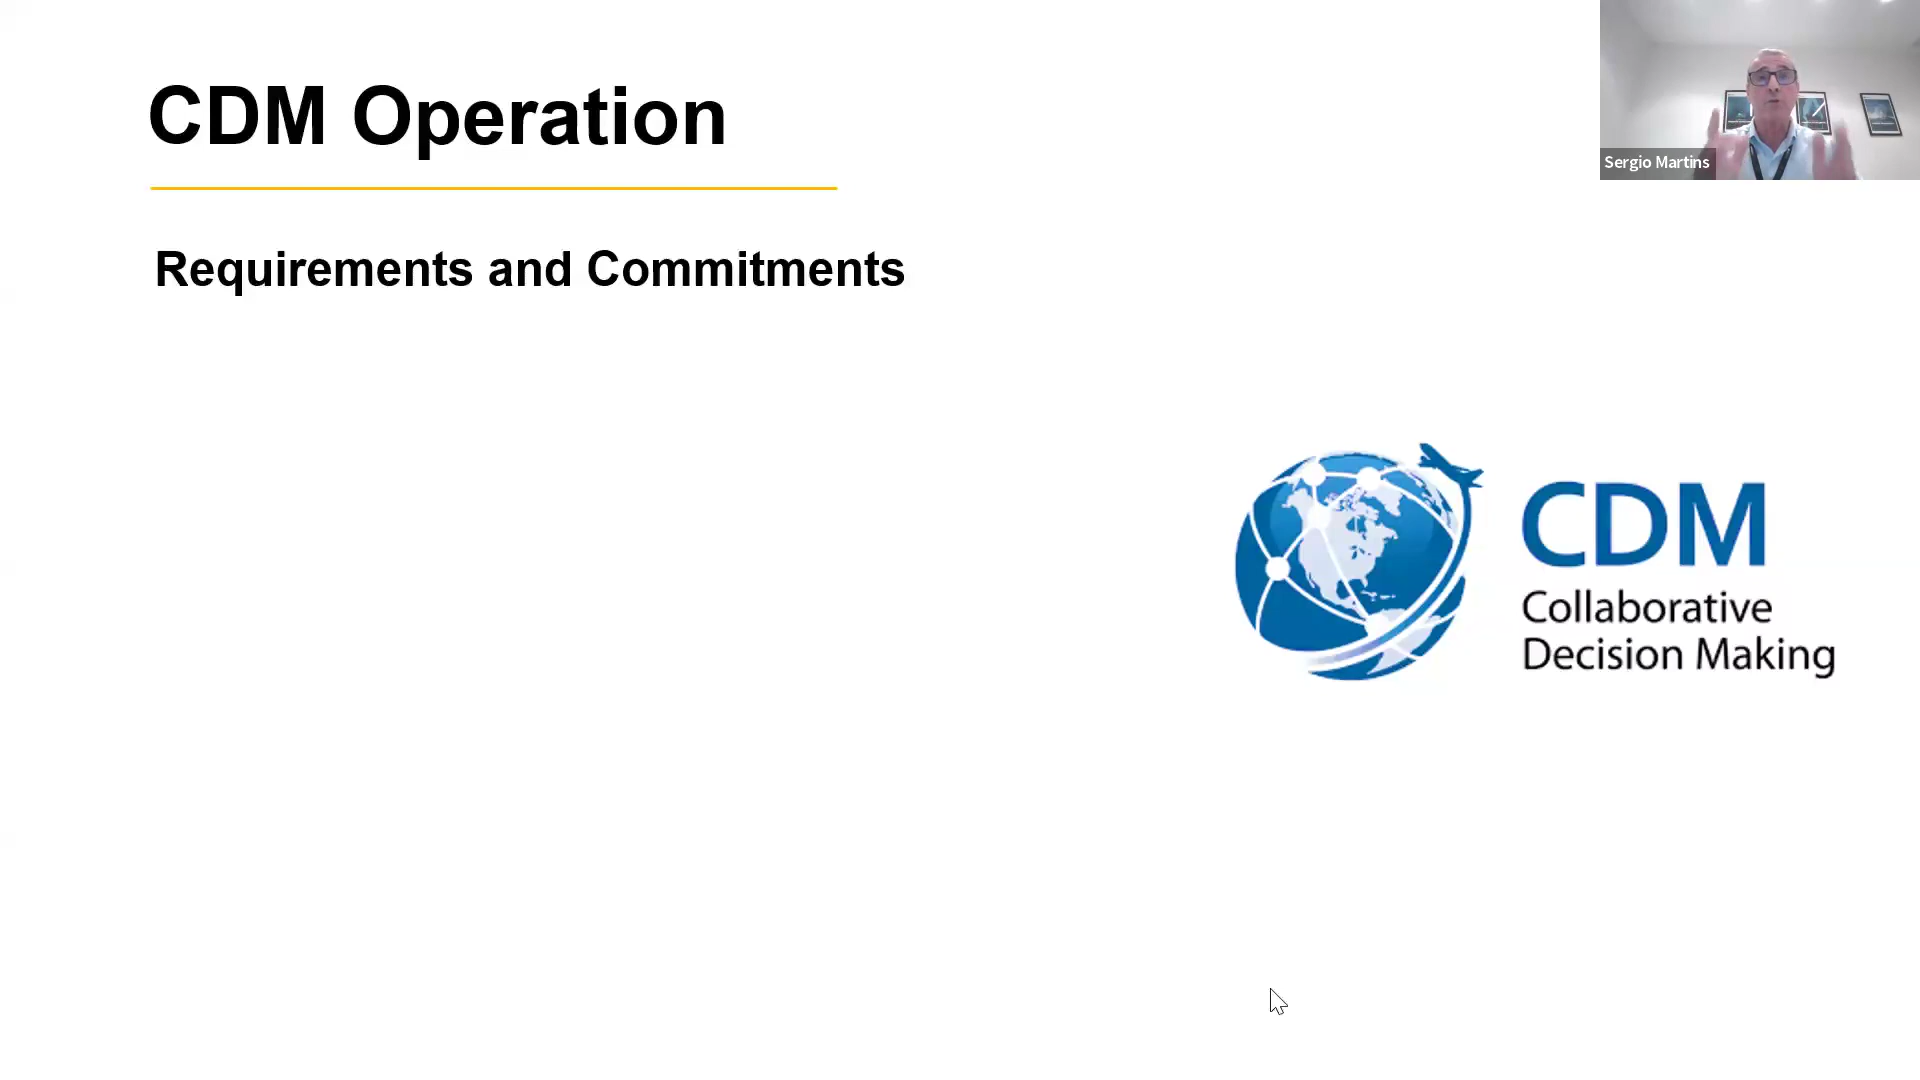 CDM Operation
Sergio Martins
Requirements and Commitments
CDM
Collaborative
Decision Making